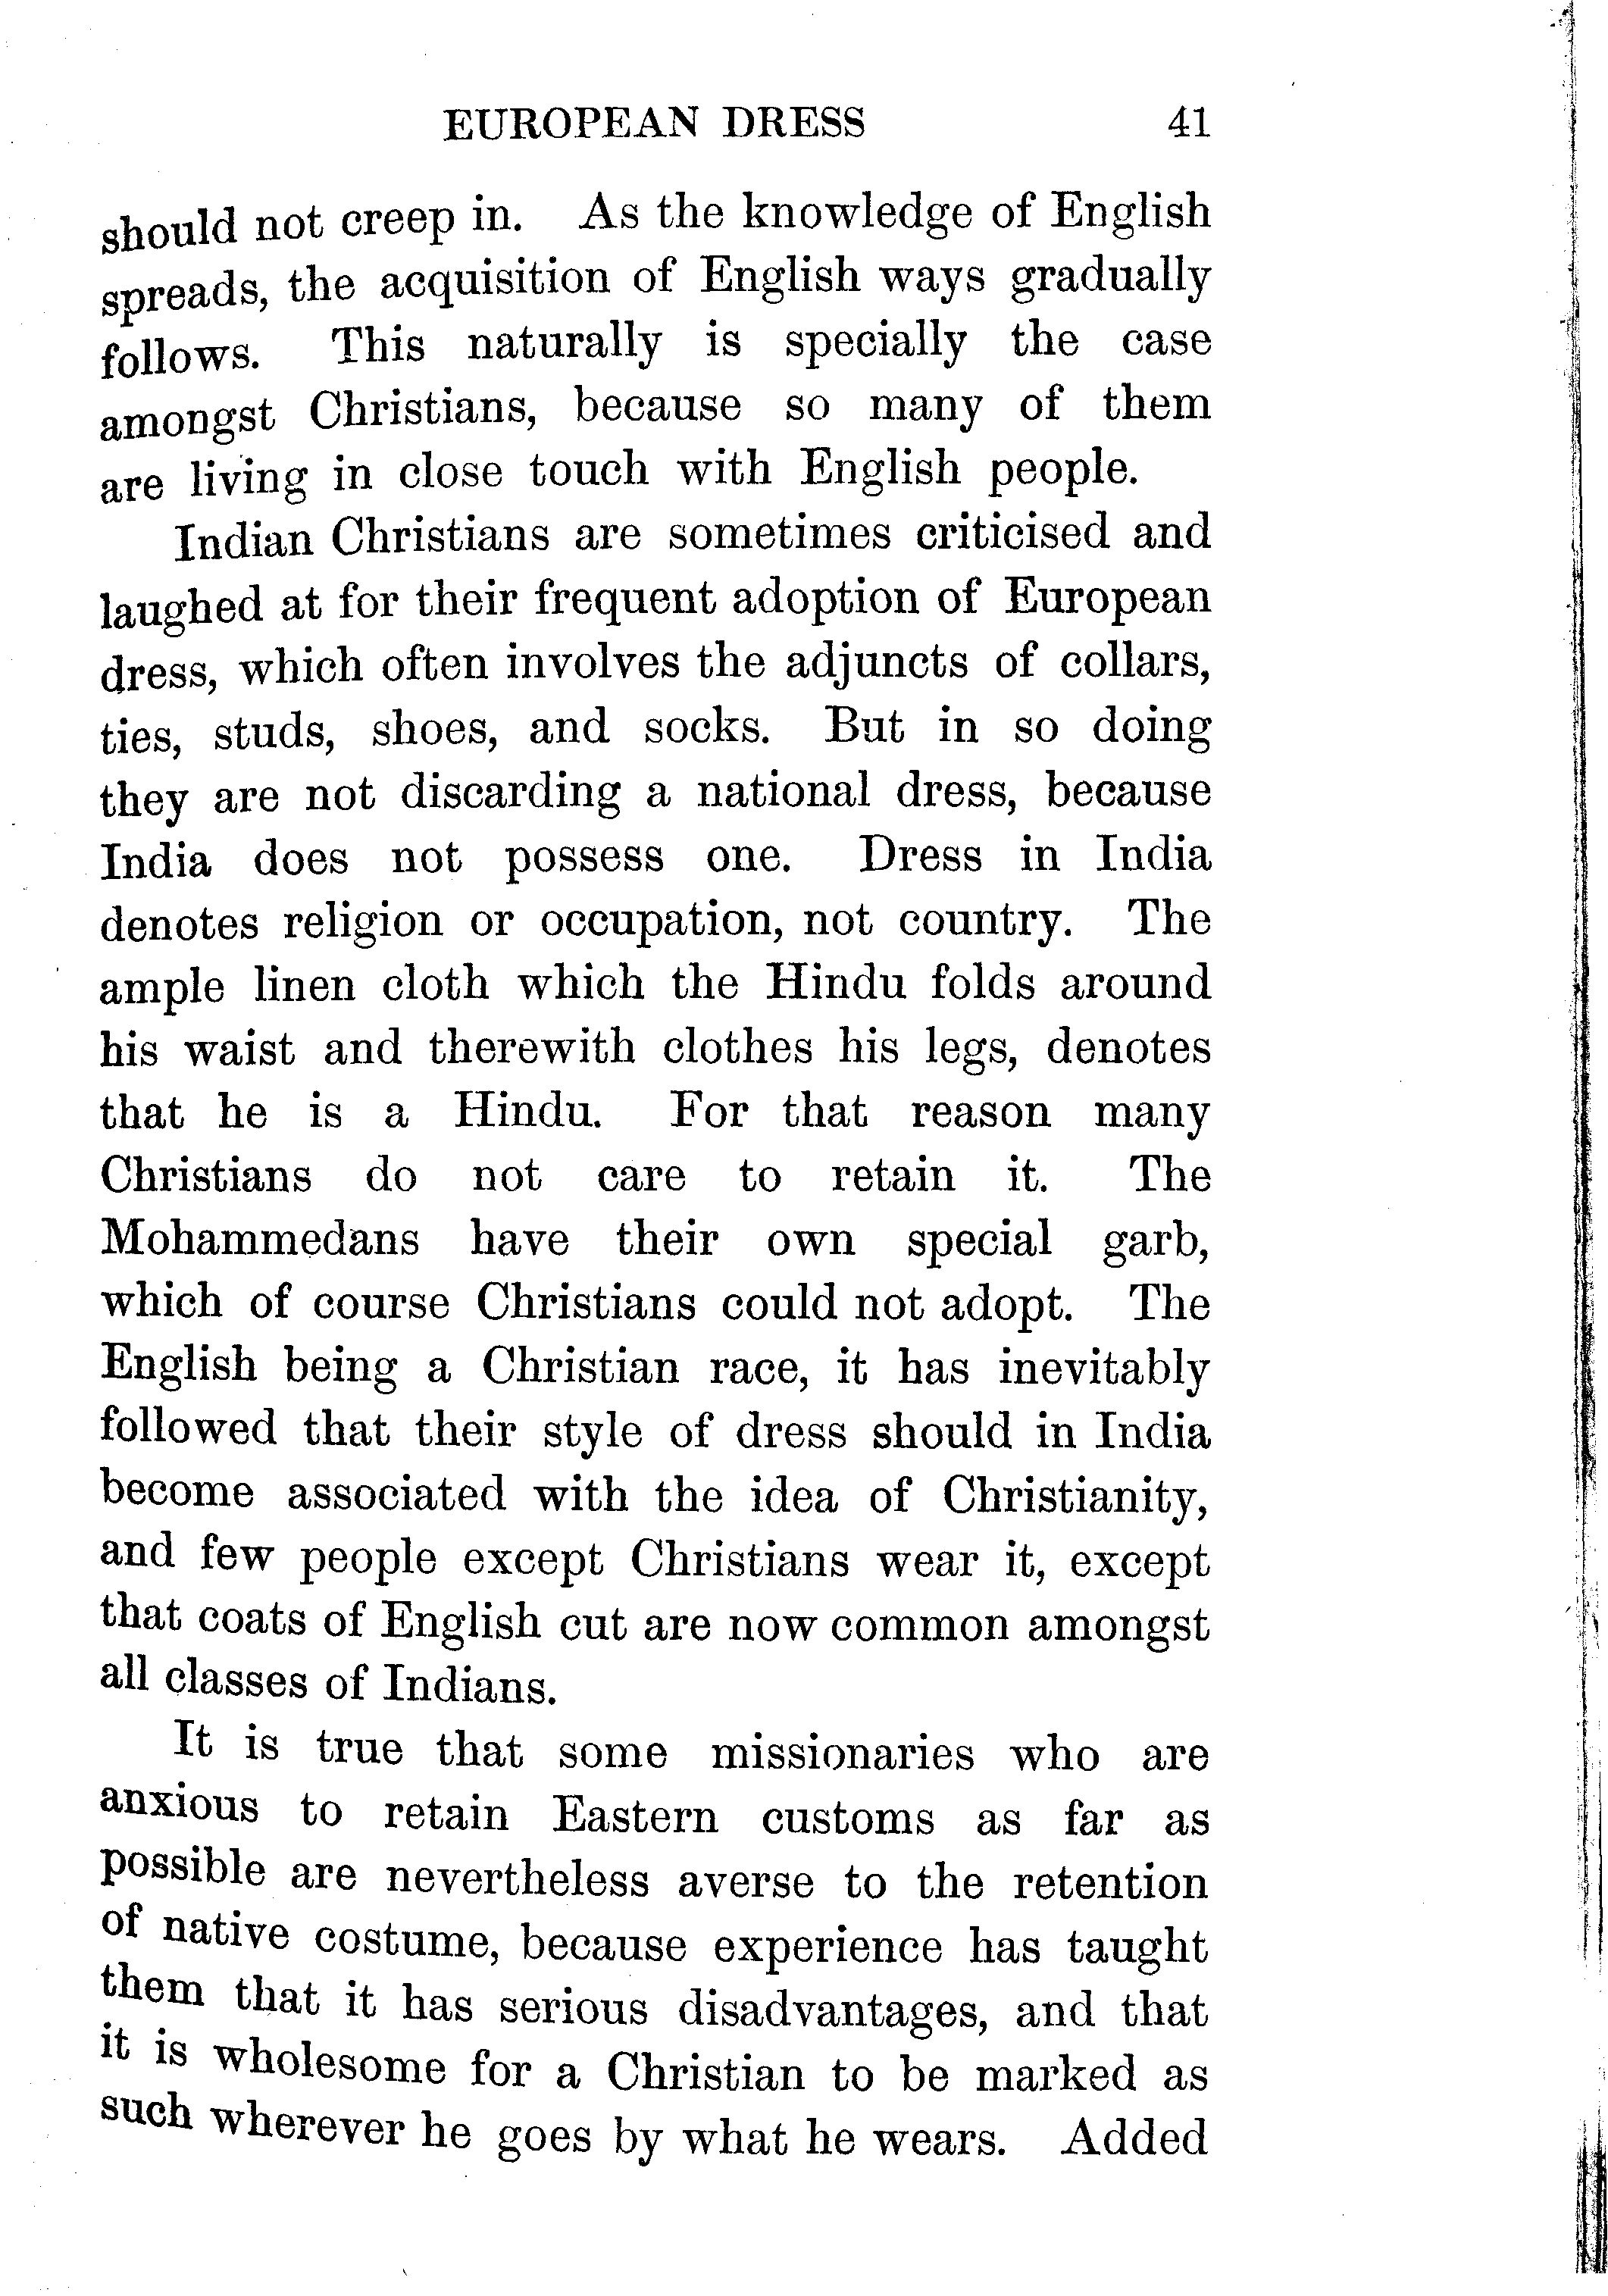 EUROPEAN DRESS 41
should not creep in. As the knowledge of English
spreads, the acquisition of English ways gradually
follows. This naturally is specially the case
amongst Christians, because so many of them
are living in close touch with English people.
Indian Christians are sometimes criticised and
laughed at for their frequent adoption of European
dress, which often involves the adjuncts of collars,
ties, studs, shoes, and socks. But in so doing
they are not discarding a national dress, because
India does not possess one. Dress in India
denotes religion or occupation, not country. The
ample linen cloth which the Hindu folds around
his waist and therewith clothes his legs, denotes
that he is a Hindu. For that reason many
Christians do not care to retain it. The
Mohammedans have their own special garb,
which of course Christians could not adopt. The
English being a Christian race, it has inevitably
followed that their style of dress should in India
become associated with the idea of Christianity,
and few people except Christians wear it, except
that coats of English cut are now common amongst
all classes of Indians.
It is true that some missionaries who are
anxious to retain Eastern customs as far as
possible are nevertheless averse to the retention
of native costume, because experience has taught
them that it has serious disadvantages, and that
it is wholesome for a Christian to be marked as
such wherever he goes by what he wears. Added